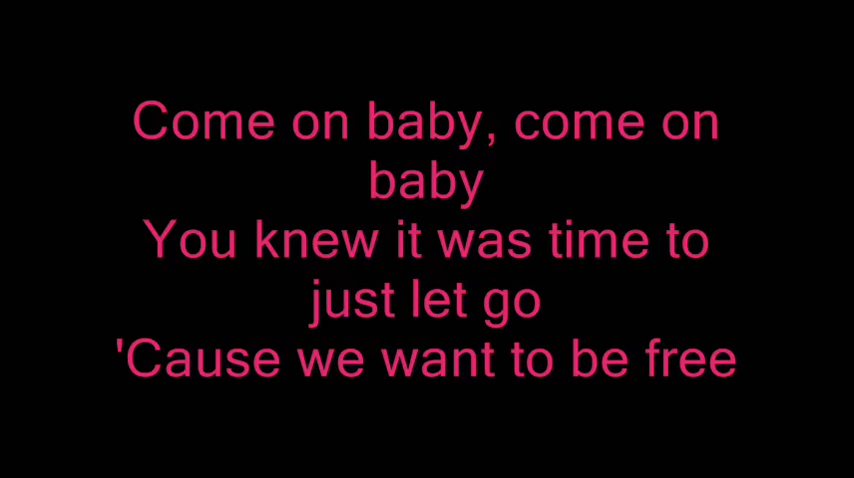 Come on baby, come on
baby
You knew it was time to
just let go
'Cause we want to be free